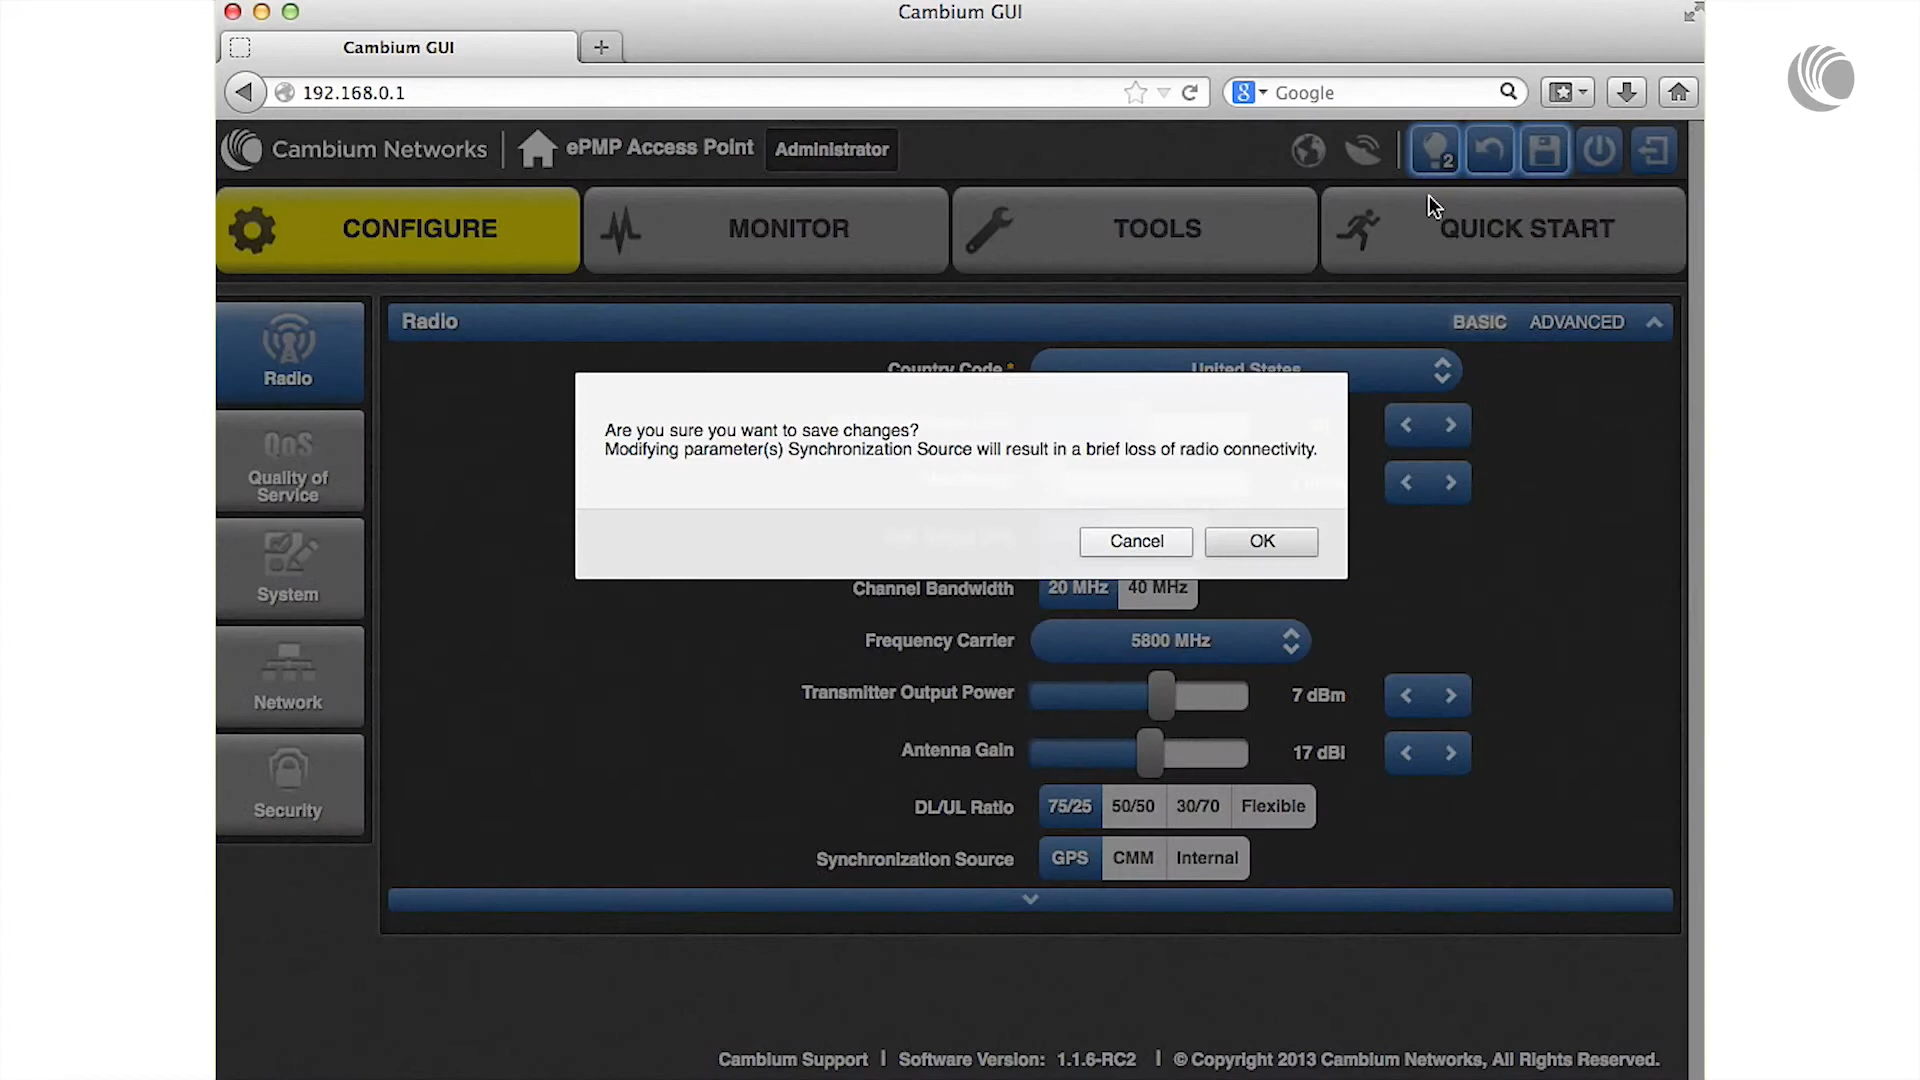 Cambium GUI
Cambium GUI
192.168.0.1
Google
Cambium Networks
ePMP Access Point
Administrator
2
CONFIGURE
MONITOR
TOOLS
QUICK START
Radio
BASIC ADVANCED
Radio
Country Code *
United States
Are you sure you want to save changes?
Modifying parameter(s) Synchronization Source will result in a brief loss of radio connectivity.
Cancel
OK
QoS
Quality of
Service
System
Channel Bandwidth
20 MHz 40 MHz
Frequency Carrier
5800 MHz
Network
Transmitter Output Power
7 dBm
Antenna Gain
17 dBI
Security
DL/UL Ratio
75/25 50/50 30/70 Flexible
Synchronization Source
GPS CMM Internal
Cambium Support | Software Version: 1.1.6-RC2 | © Copyright 2013 Cambium Networks, All Rights Reserved.